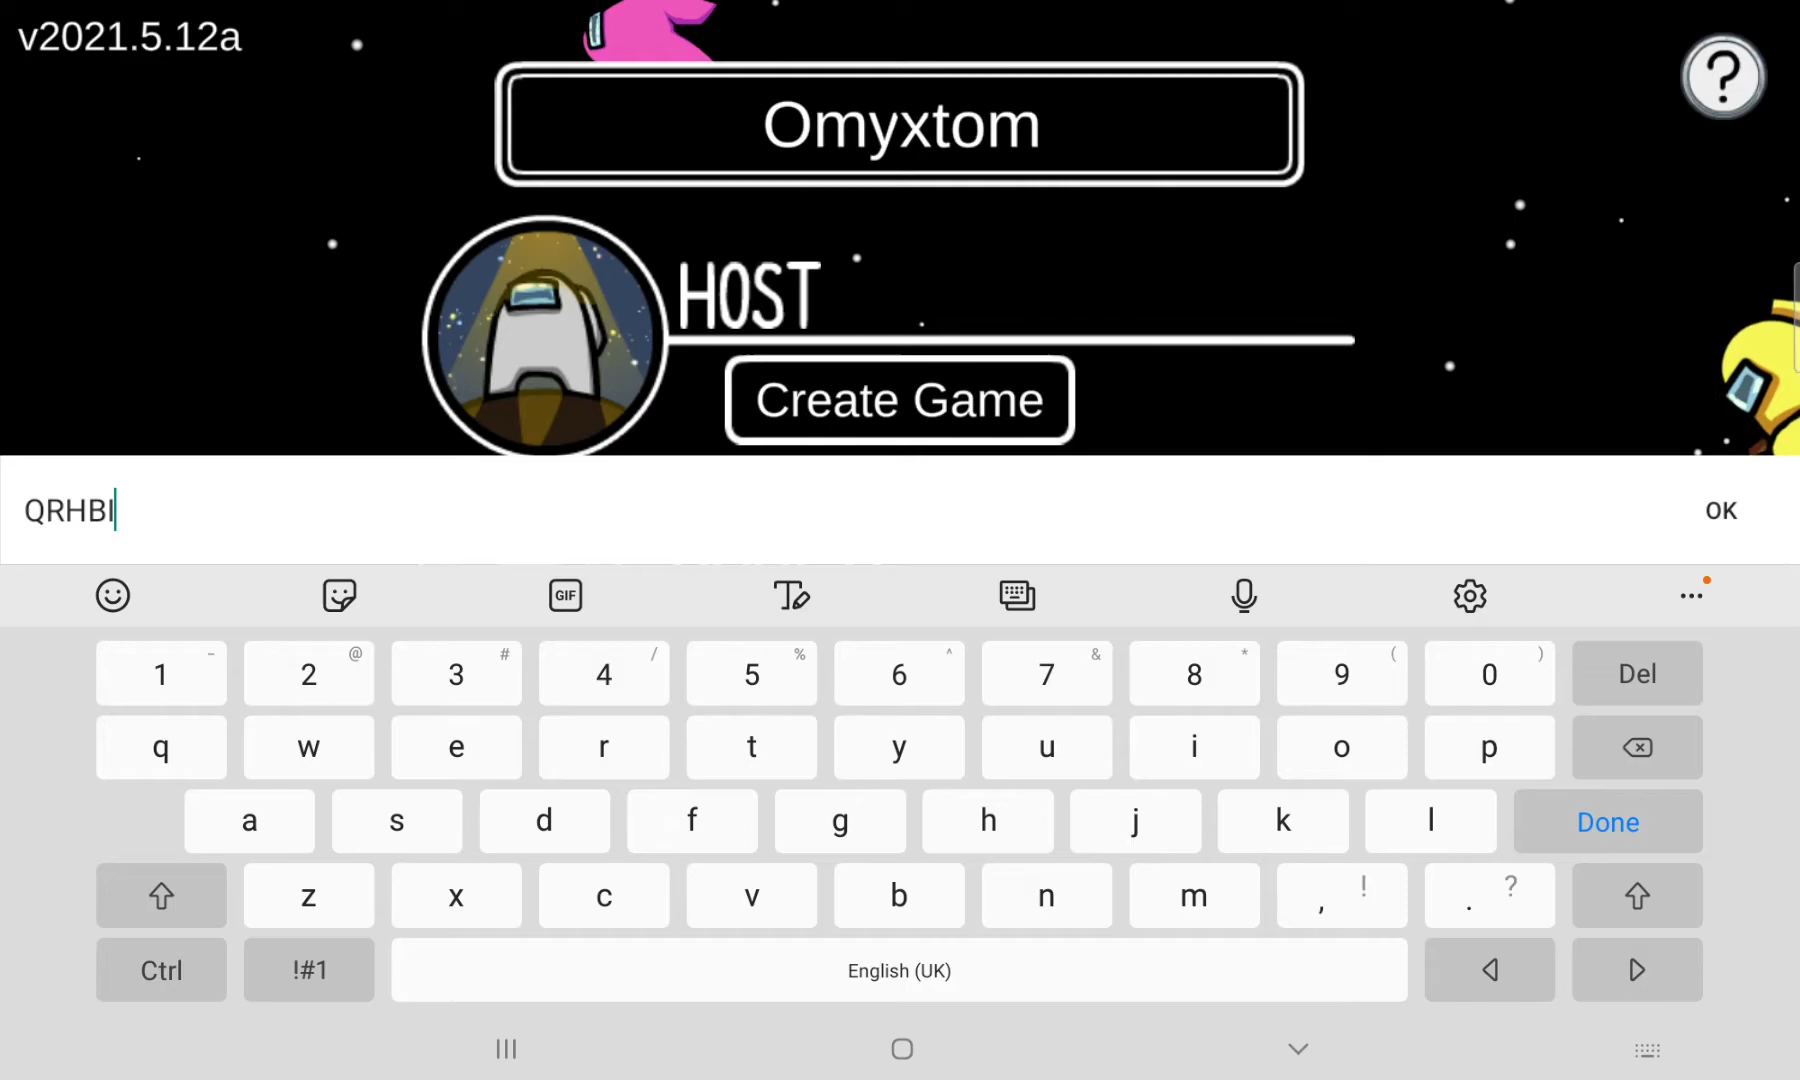 v2021.5.12a
?
Omyxtom
HOST
Create Game
QRHBI
OK
GIF
1 - 2 @ 3 # 4 / 5 % 6 ^ 7 & 8 * 9 ( 0 ) Del
q w e r t y u i o p
a s d f g h j k l Done
z x c v b n m , ! . ?
Ctrl !#1 English (UK)